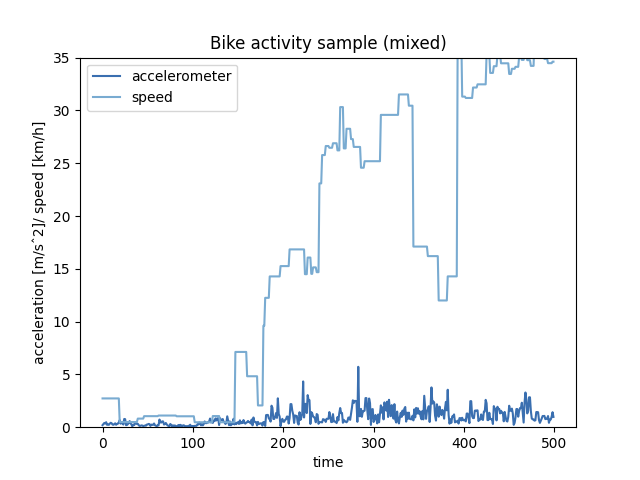 Bike activity sample (mixed)
accelerometer
speed
acceleration [m/sˆ2]/ speed [km/h]
35
30
25
20
15
10
5
0
0 100 200 300 400 500
time